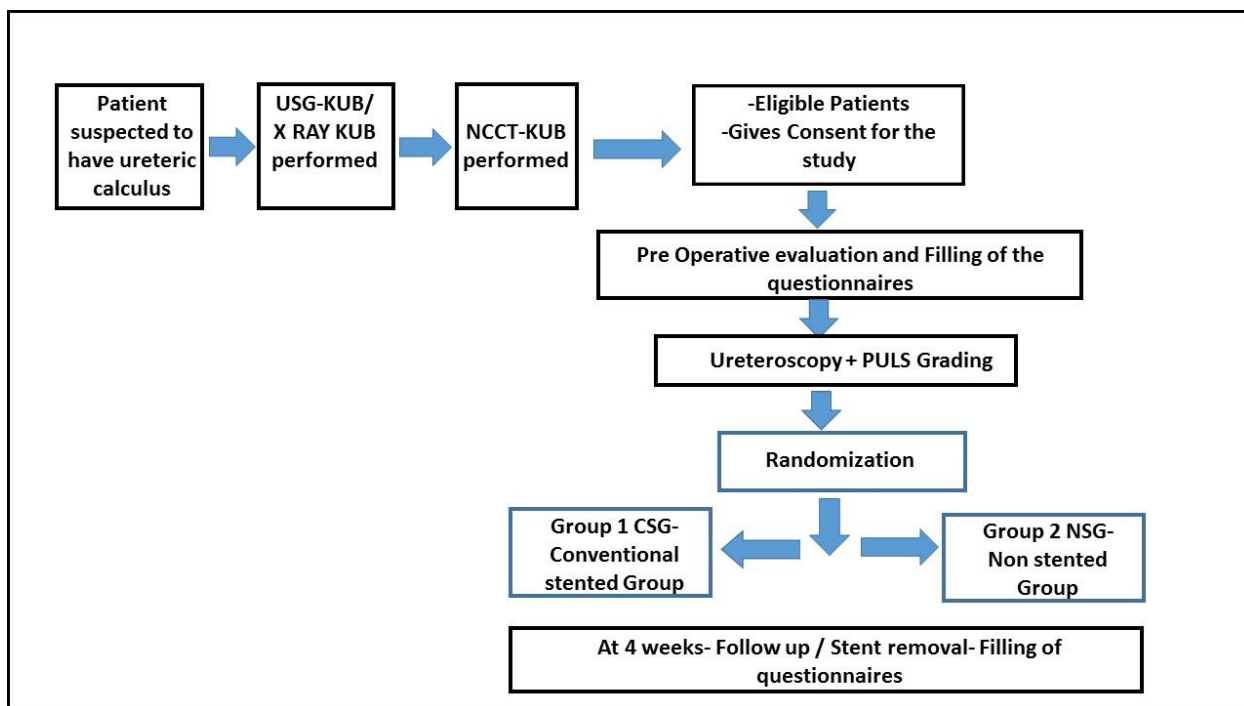 Patient
suspected to
have ureteric
calculus
USG-KUB/
X RAY KUB
performed
NCCT-KUB
performed
-Eligible Patients
-Gives Consent for the
study
Pre Operative evaluation and Filling of the
questionnaires
Ureteroscopy + PULS Grading
Randomization
Group 1 CSG-
Conventional
stented Group
Group 2 NSG-
Non stented
Group
At 4 weeks- Follow up / Stent removal- Filling of
questionnaires